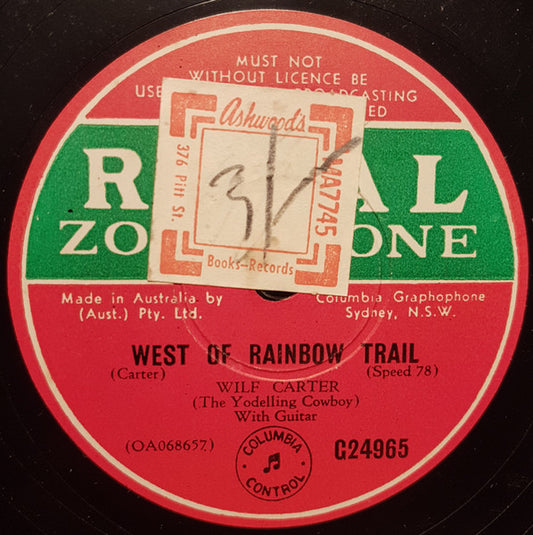 MUST NOT
WITHOUT LICENCE BE
USE BROADCASTING
ED
Ashwood's
376 Pitt St.
MA7745
3/-
Books-Records
R AL
ZO ONE
Made in Australia by Columbia Graphophone
(Aust.) Pty. Ltd. Sydney, N.S.W.
WEST OF RAINBOW TRAIL
(Carter) (Speed 78)
WILF CARTER
(The Yodelling Cowboy)
With Guitar
(OA068657)
COLUMBIA
CONTROL
G24965